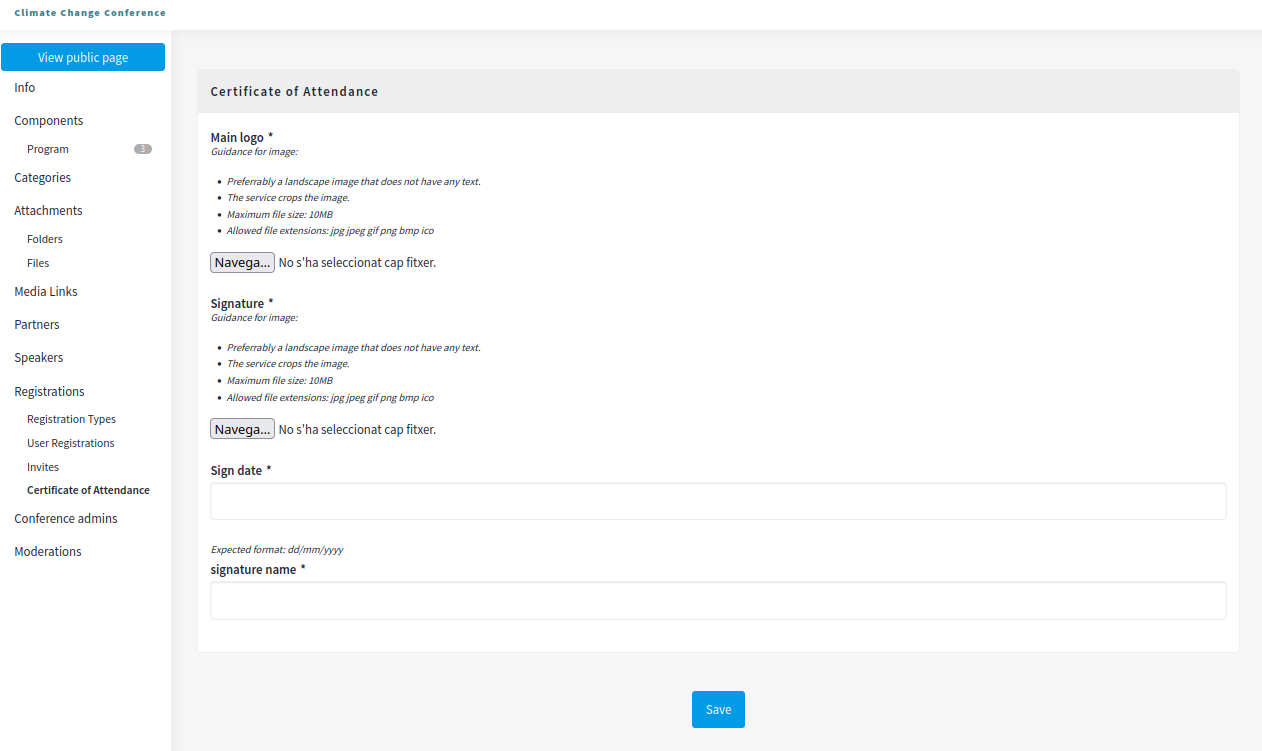 Climate Change Conference
View public page
Info
Components
Program 3
Categories
Attachments
Folders
Files
Media Links
Partners
Speakers
Registrations
Registration Types
User Registrations
Invites
Certificate of Attendance
Conference admins
Moderations
Certificate of Attendance
Main logo *
Guidance for image:
• Preferrably a landscape image that does not have any text.
• The service crops the image.
• Maximum file size: 10MB
• Allowed file extensions: jpg jpeg gif png bmp ico
Navega... No s'ha seleccionat cap fitxer.
Signature *
Guidance for image:
• Preferrably a landscape image that does not have any text.
• The service crops the image.
• Maximum file size: 10MB
• Allowed file extensions: jpg jpeg gif png bmp ico
Navega... No s'ha seleccionat cap fitxer.
Sign date *
Expected format: dd/mm/yyyy
signature name *
Save